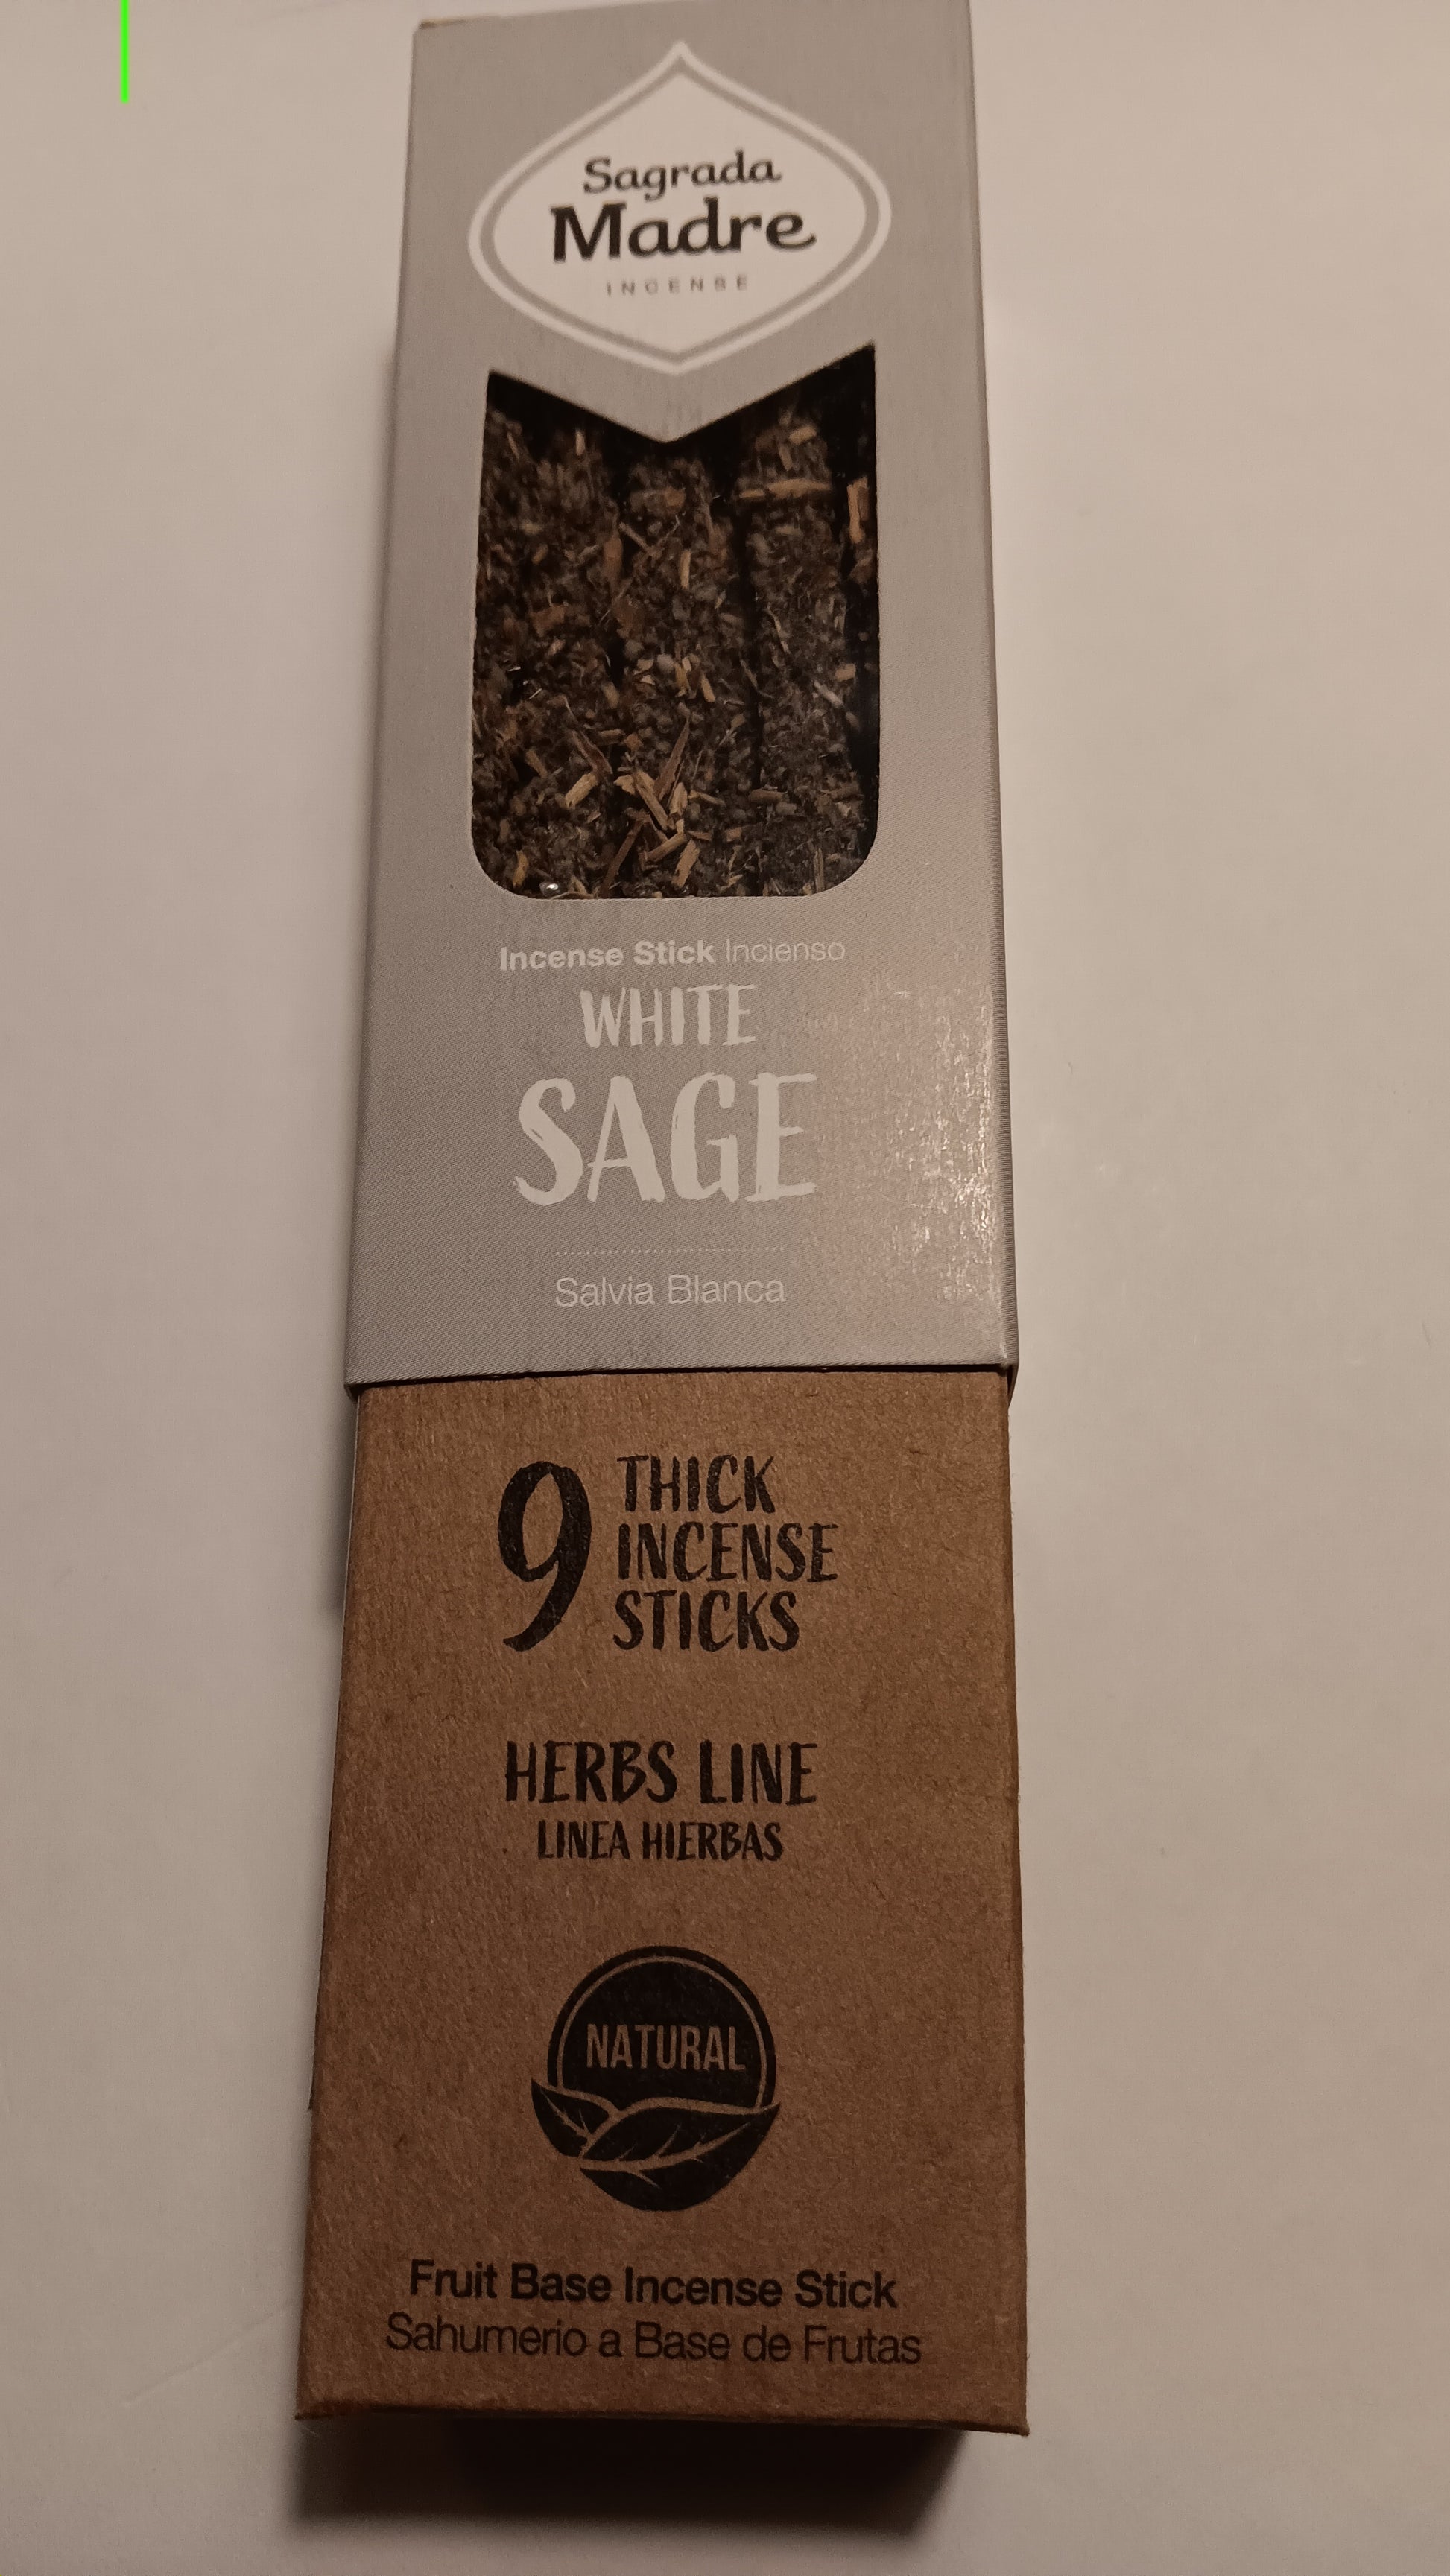 Sagrada
Madre
INCENSE
Incense Stick Incienso
WHITE
SAGE
Salvia Blanca
9 THICK
INCENSE
STICKS
HERBS LINE
LINEA HIERBAS
NATURAL
Fruit Base Incense Stick
Sahumerio a Base de Frutas